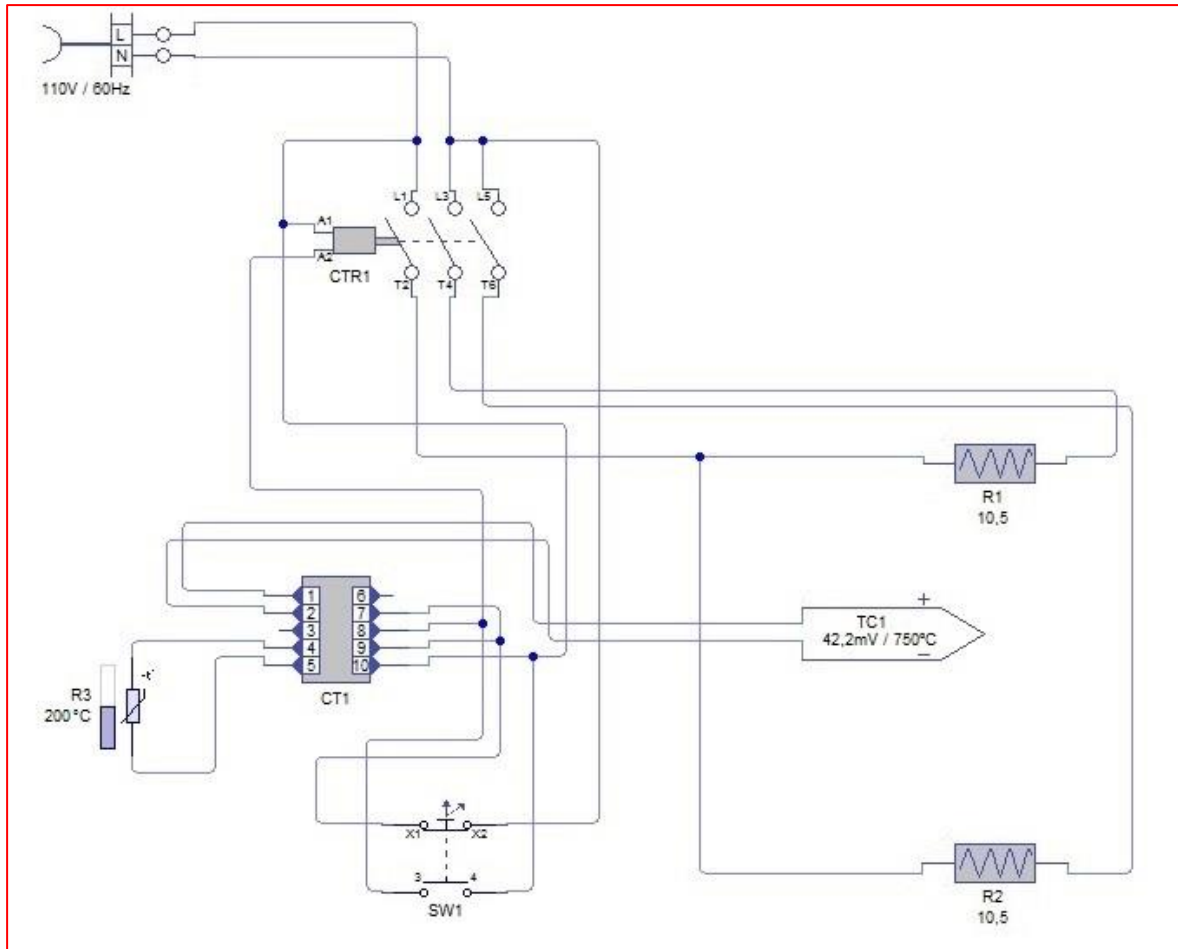 L
N
110V / 60Hz
L1 L3 L5
A1
A2
CTR1
T2 T4 T6
R1
10,5
1 6
2 7
3 8
4 9
5 10
CT1
+
TC1
42,2mV / 750ºC
−
-t°
R3
200°C
X1 X2
3 4
SW1
R2
10,5